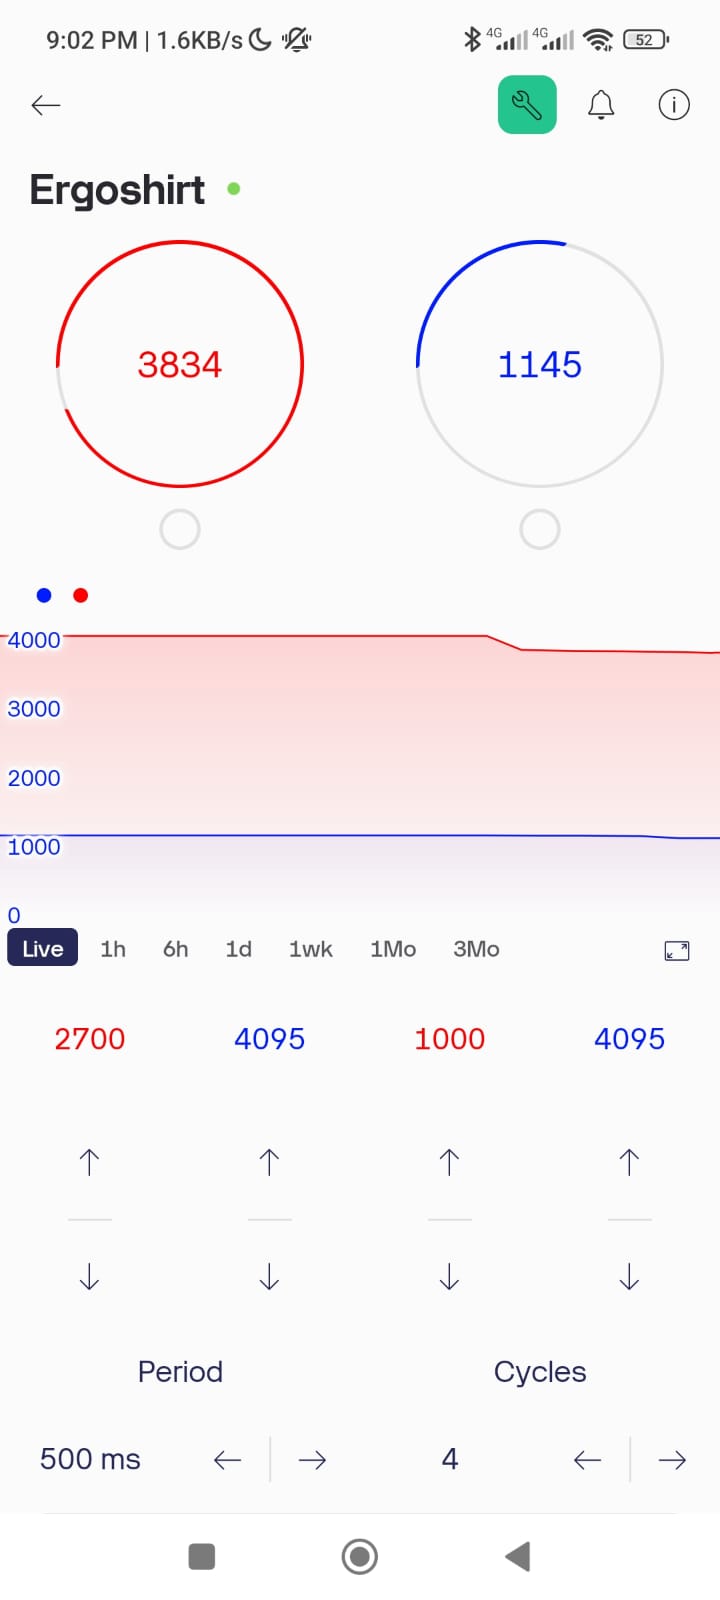 9:02 PM | 1.6KB/s 4G 4G 52
Ergoshirt
3834 1145
4000
3000
2000
1000
0
Live 1h 6h 1d 1wk 1Mo 3Mo
2700 4095 1000 4095
Period Cycles
500 ms 4